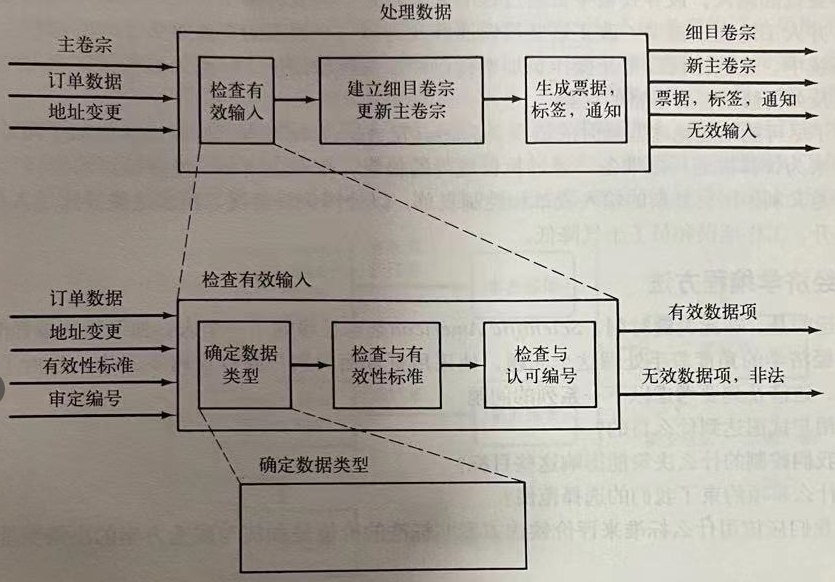 处理数据
主卷宗
订单数据
地址变更
检查有
效输入
建立细目卷宗
更新主卷宗
生成票据,
标签,通知
细目卷宗
新主卷宗
票据,标签,通知
无效输入
检查有效输入
订单数据
地址变更
有效性标准
审定编号
确定数据
类型
检查与有
效性标准
检查与
认可编号
有效数据项
无效数据项,非法
确定数据类型